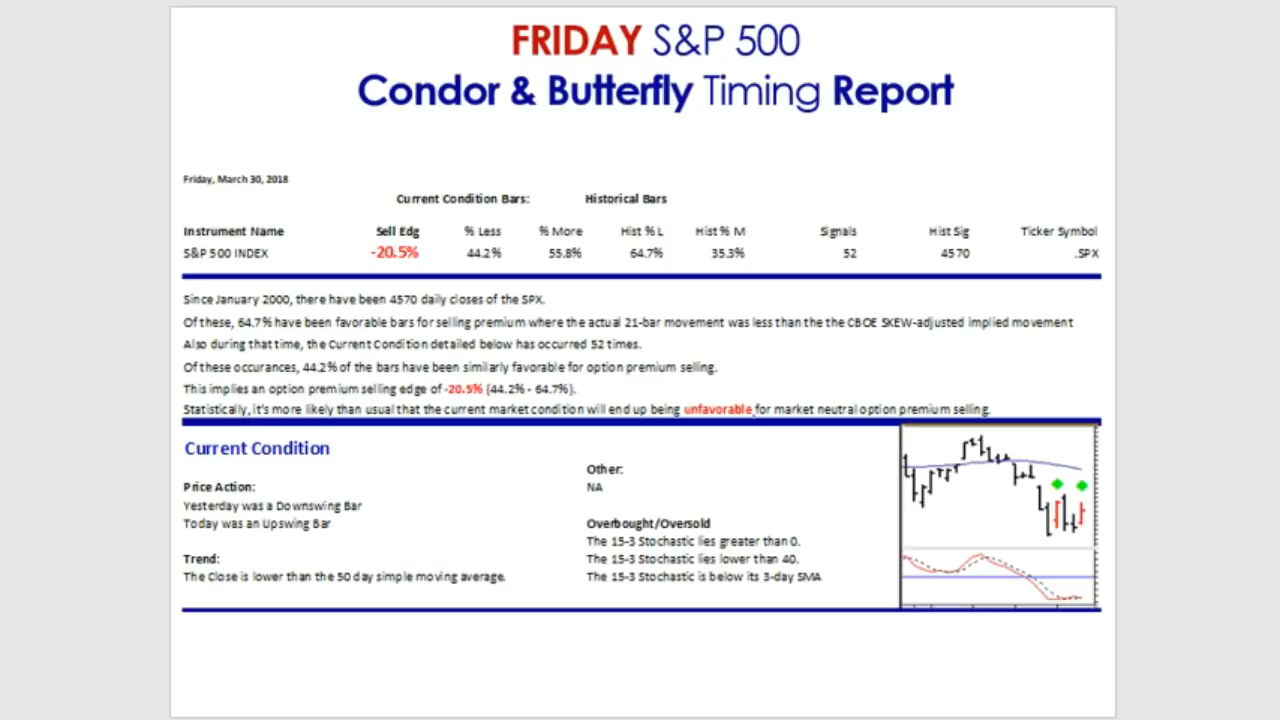 FRIDAY S&P 500
Condor & Butterfly Timing Report
Friday, March 30, 2018
Current Condition Bars: Historical Bars
Instrument Name Sell Edg % Less % More Hist % L Hist % M Signals Hist Sig Ticker Symbol
S&P 500 INDEX -20.5% 44.2% 55.8% 64.7% 35.3% 52 4570 .SPX
Since January 2000, there have been 4570 daily closes of the SPX.
Of these, 64.7% have been favorable bars for selling premium where the actual 21-bar movement was less than the the CBOE SKEW-adjusted implied movement
Also during that time, the Current Condition detailed below has occurred 52 times.
Of these occurances, 44.2% of the bars have been similarly favorable for option premium selling.
This implies an option premium selling edge of -20.5% (44.2% - 64.7%).
Statistically, it's more likely than usual that the current market condition will end up being unfavorable for market neutral option premium selling.
Current Condition
Price Action:
Yesterday was a Downswing Bar
Today was an Upswing Bar
Trend:
The Close is lower than the 50 day simple moving average.
Other:
NA
Overbought/Oversold
The 15-3 Stochastic lies greater than 0.
The 15-3 Stochastic lies lower than 40.
The 15-3 Stochastic is below its 3-day SMA